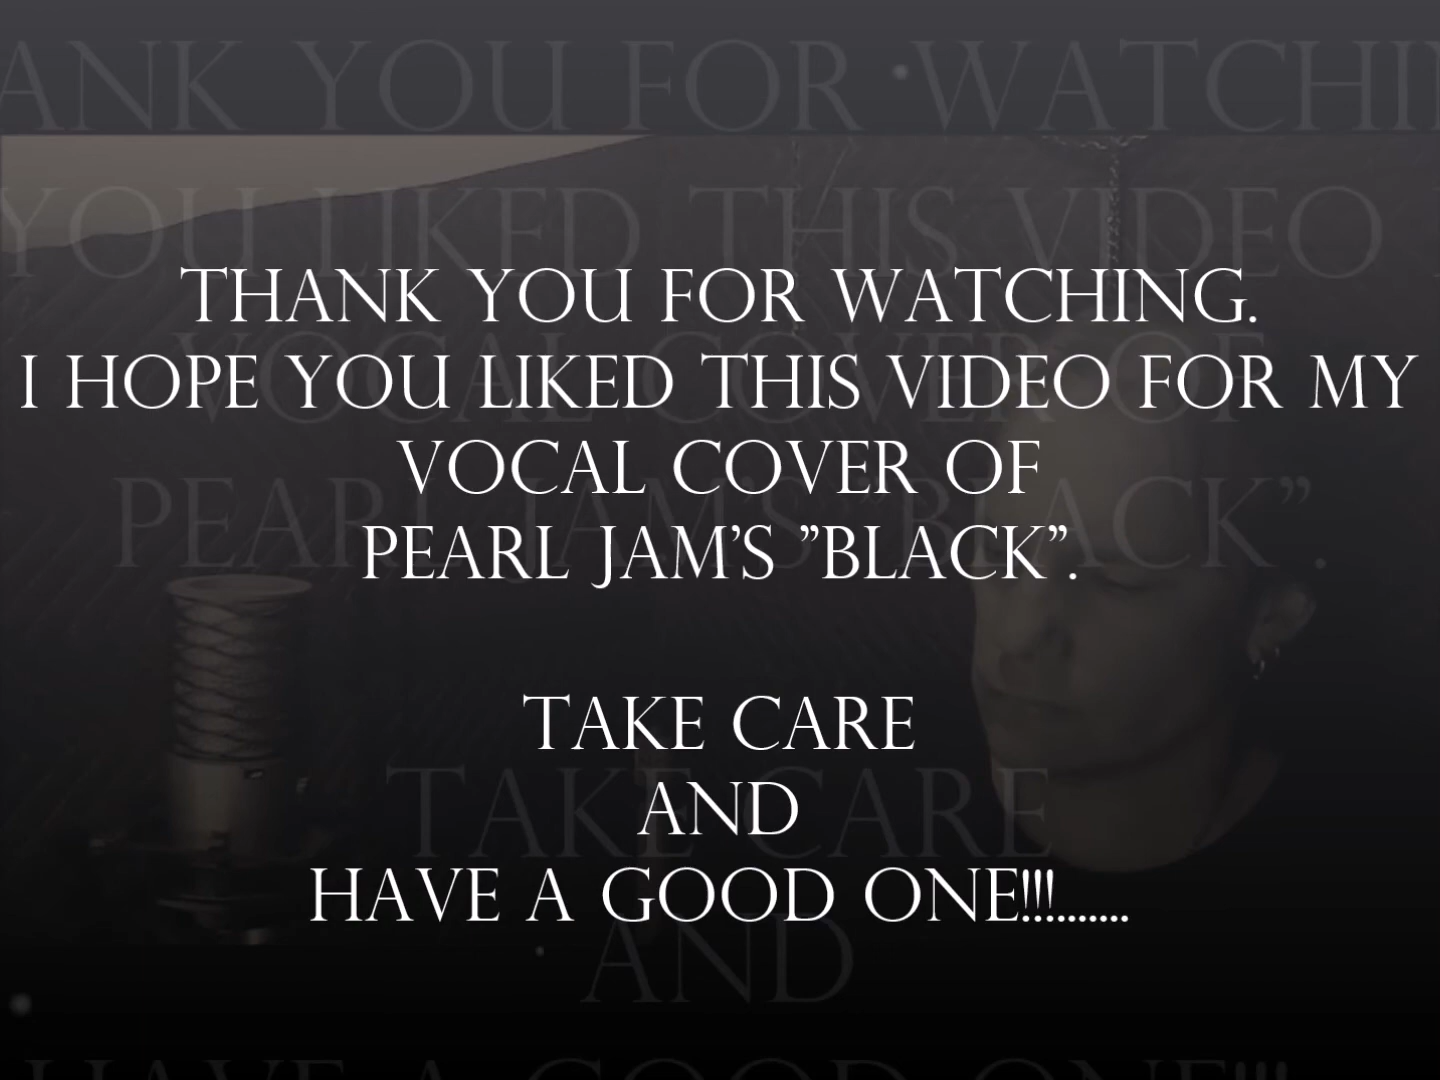 THANK YOU FOR WATCHING.
I HOPE YOU LIKED THIS VIDEO FOR MY
VOCAL COVER OF
PEARL JAM'S "BLACK".
TAKE CARE
AND
HAVE A GOOD ONE!!!.......